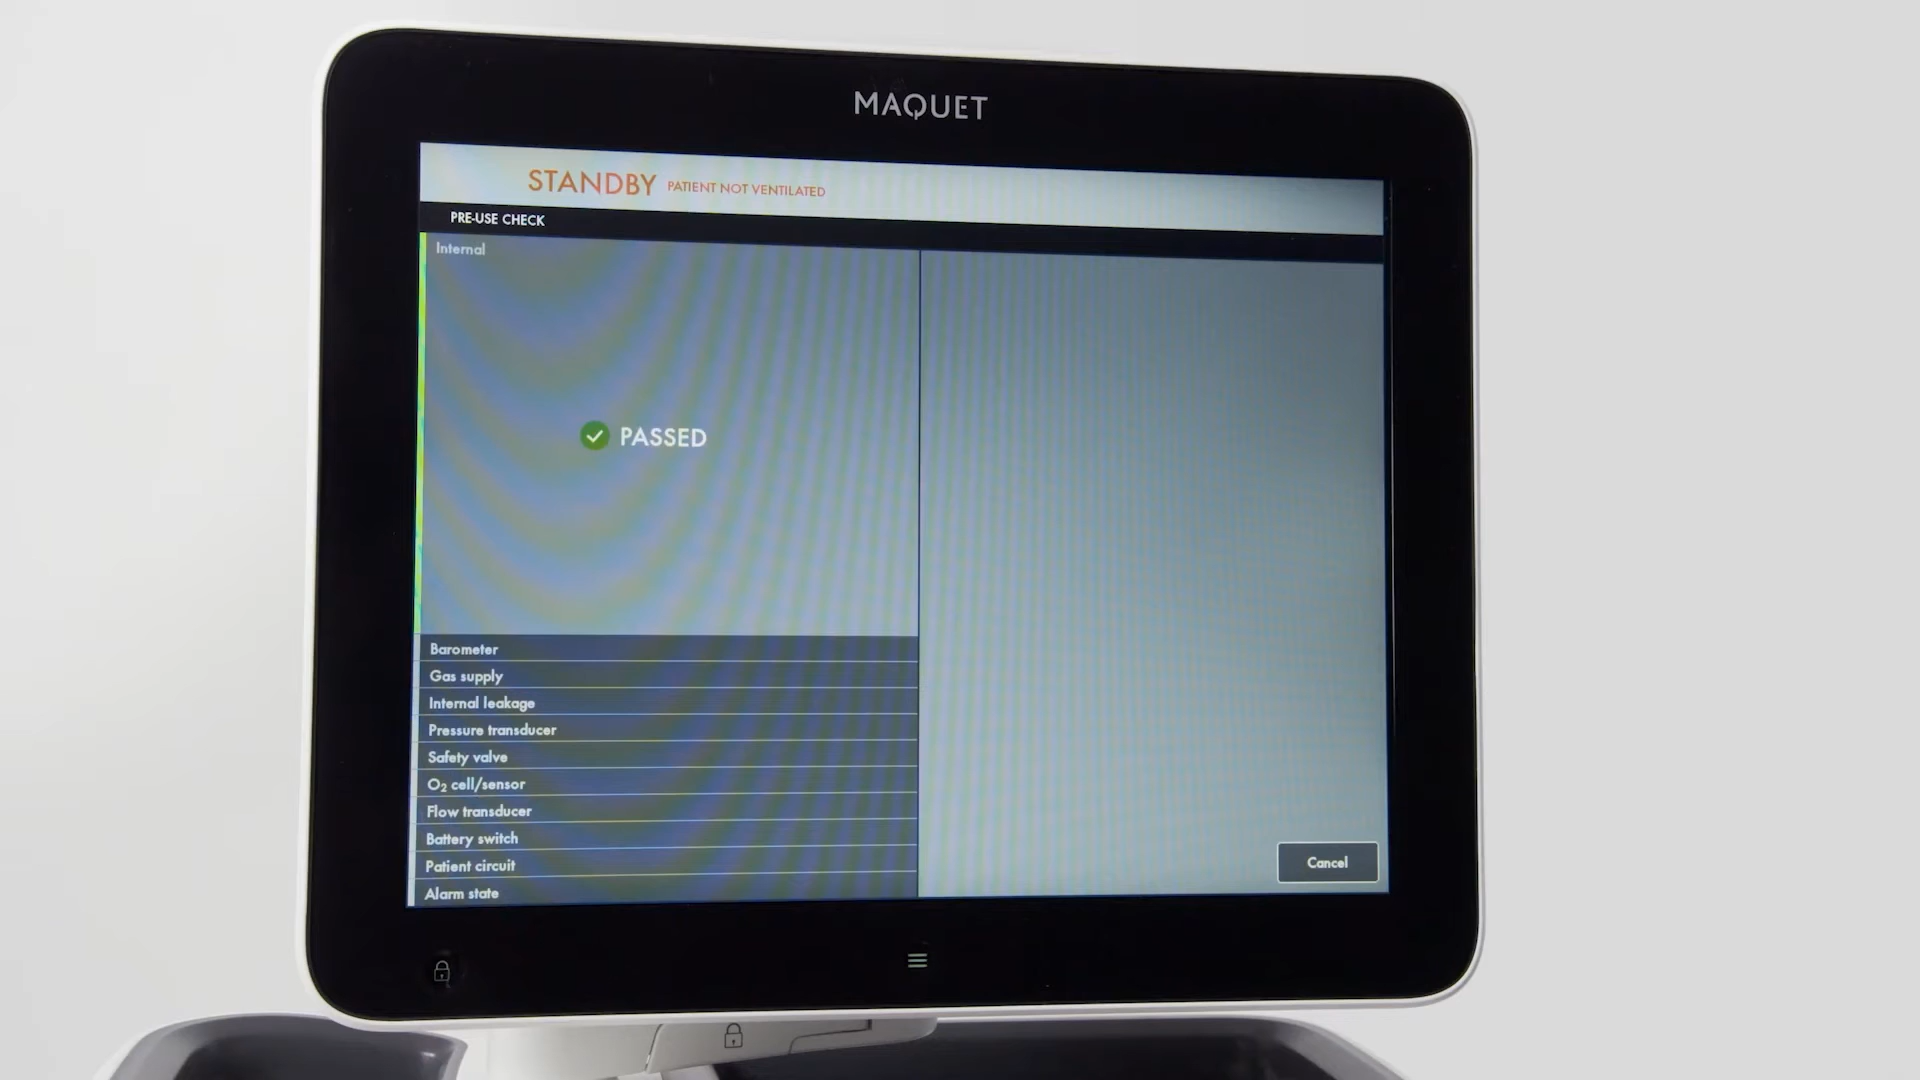 MAQUET
STANDBY PATIENT NOT VENTILATED
PRE-USE CHECK
Internal
PASSED
Barometer
Gas supply
Internal leakage
Pressure transducer
Safety valve
O₂ cell/sensor
Flow transducer
Battery switch
Patient circuit
Alarm state
Cancel